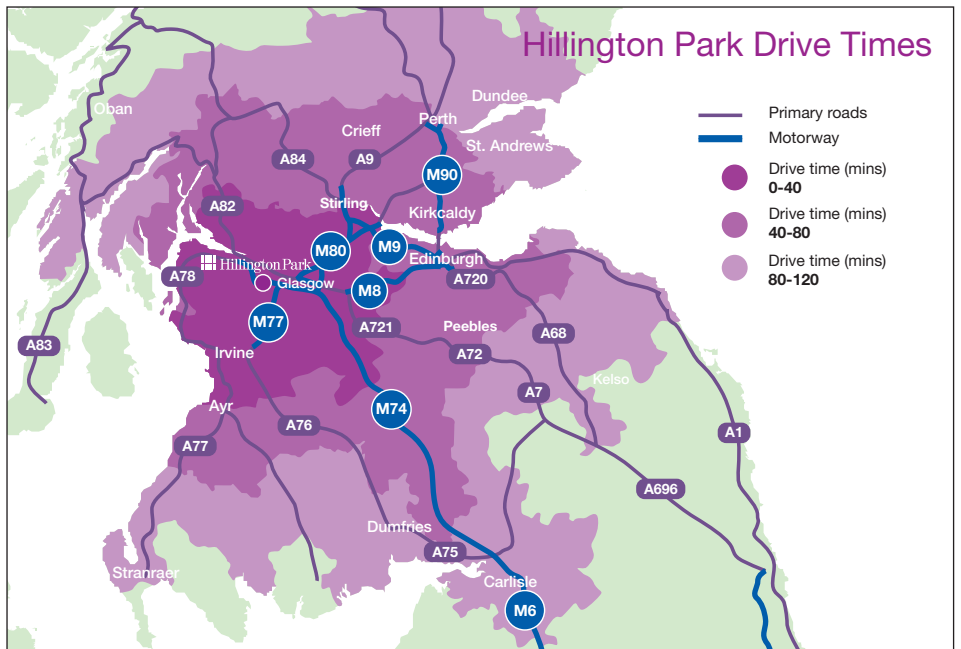 Hillington Park Drive Times
Primary roads
Motorway
Drive time (mins)
0-40
Drive time (mins)
40-80
Drive time (mins)
80-120
Oban
Dundee
Perth
Crieff
St. Andrews
A84
A9
M90
A82
Stirling
Kirkcaldy
M80
M9
Edinburgh
Hillington Park
A78
Glasgow
A720
M8
M77
A721
Peebles
A68
A83
Irvine
A72
Kelso
A7
Ayr
M74
A76
A1
A77
A696
Dumfries
A75
Stranraer
Carlisle
M6